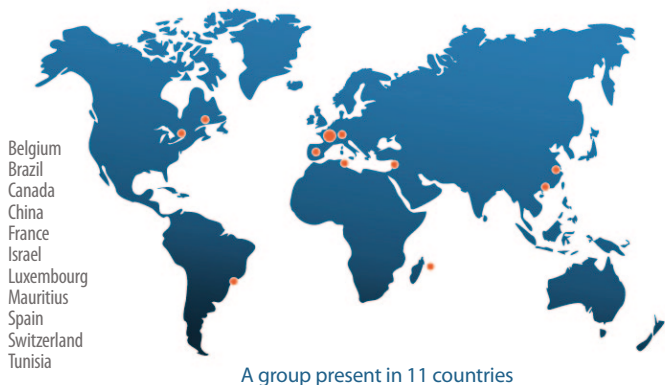 Belgium
Brazil
Canada
China
France
Israel
Luxembourg
Mauritius
Spain
Switzerland
Tunisia
A group present in 11 countries